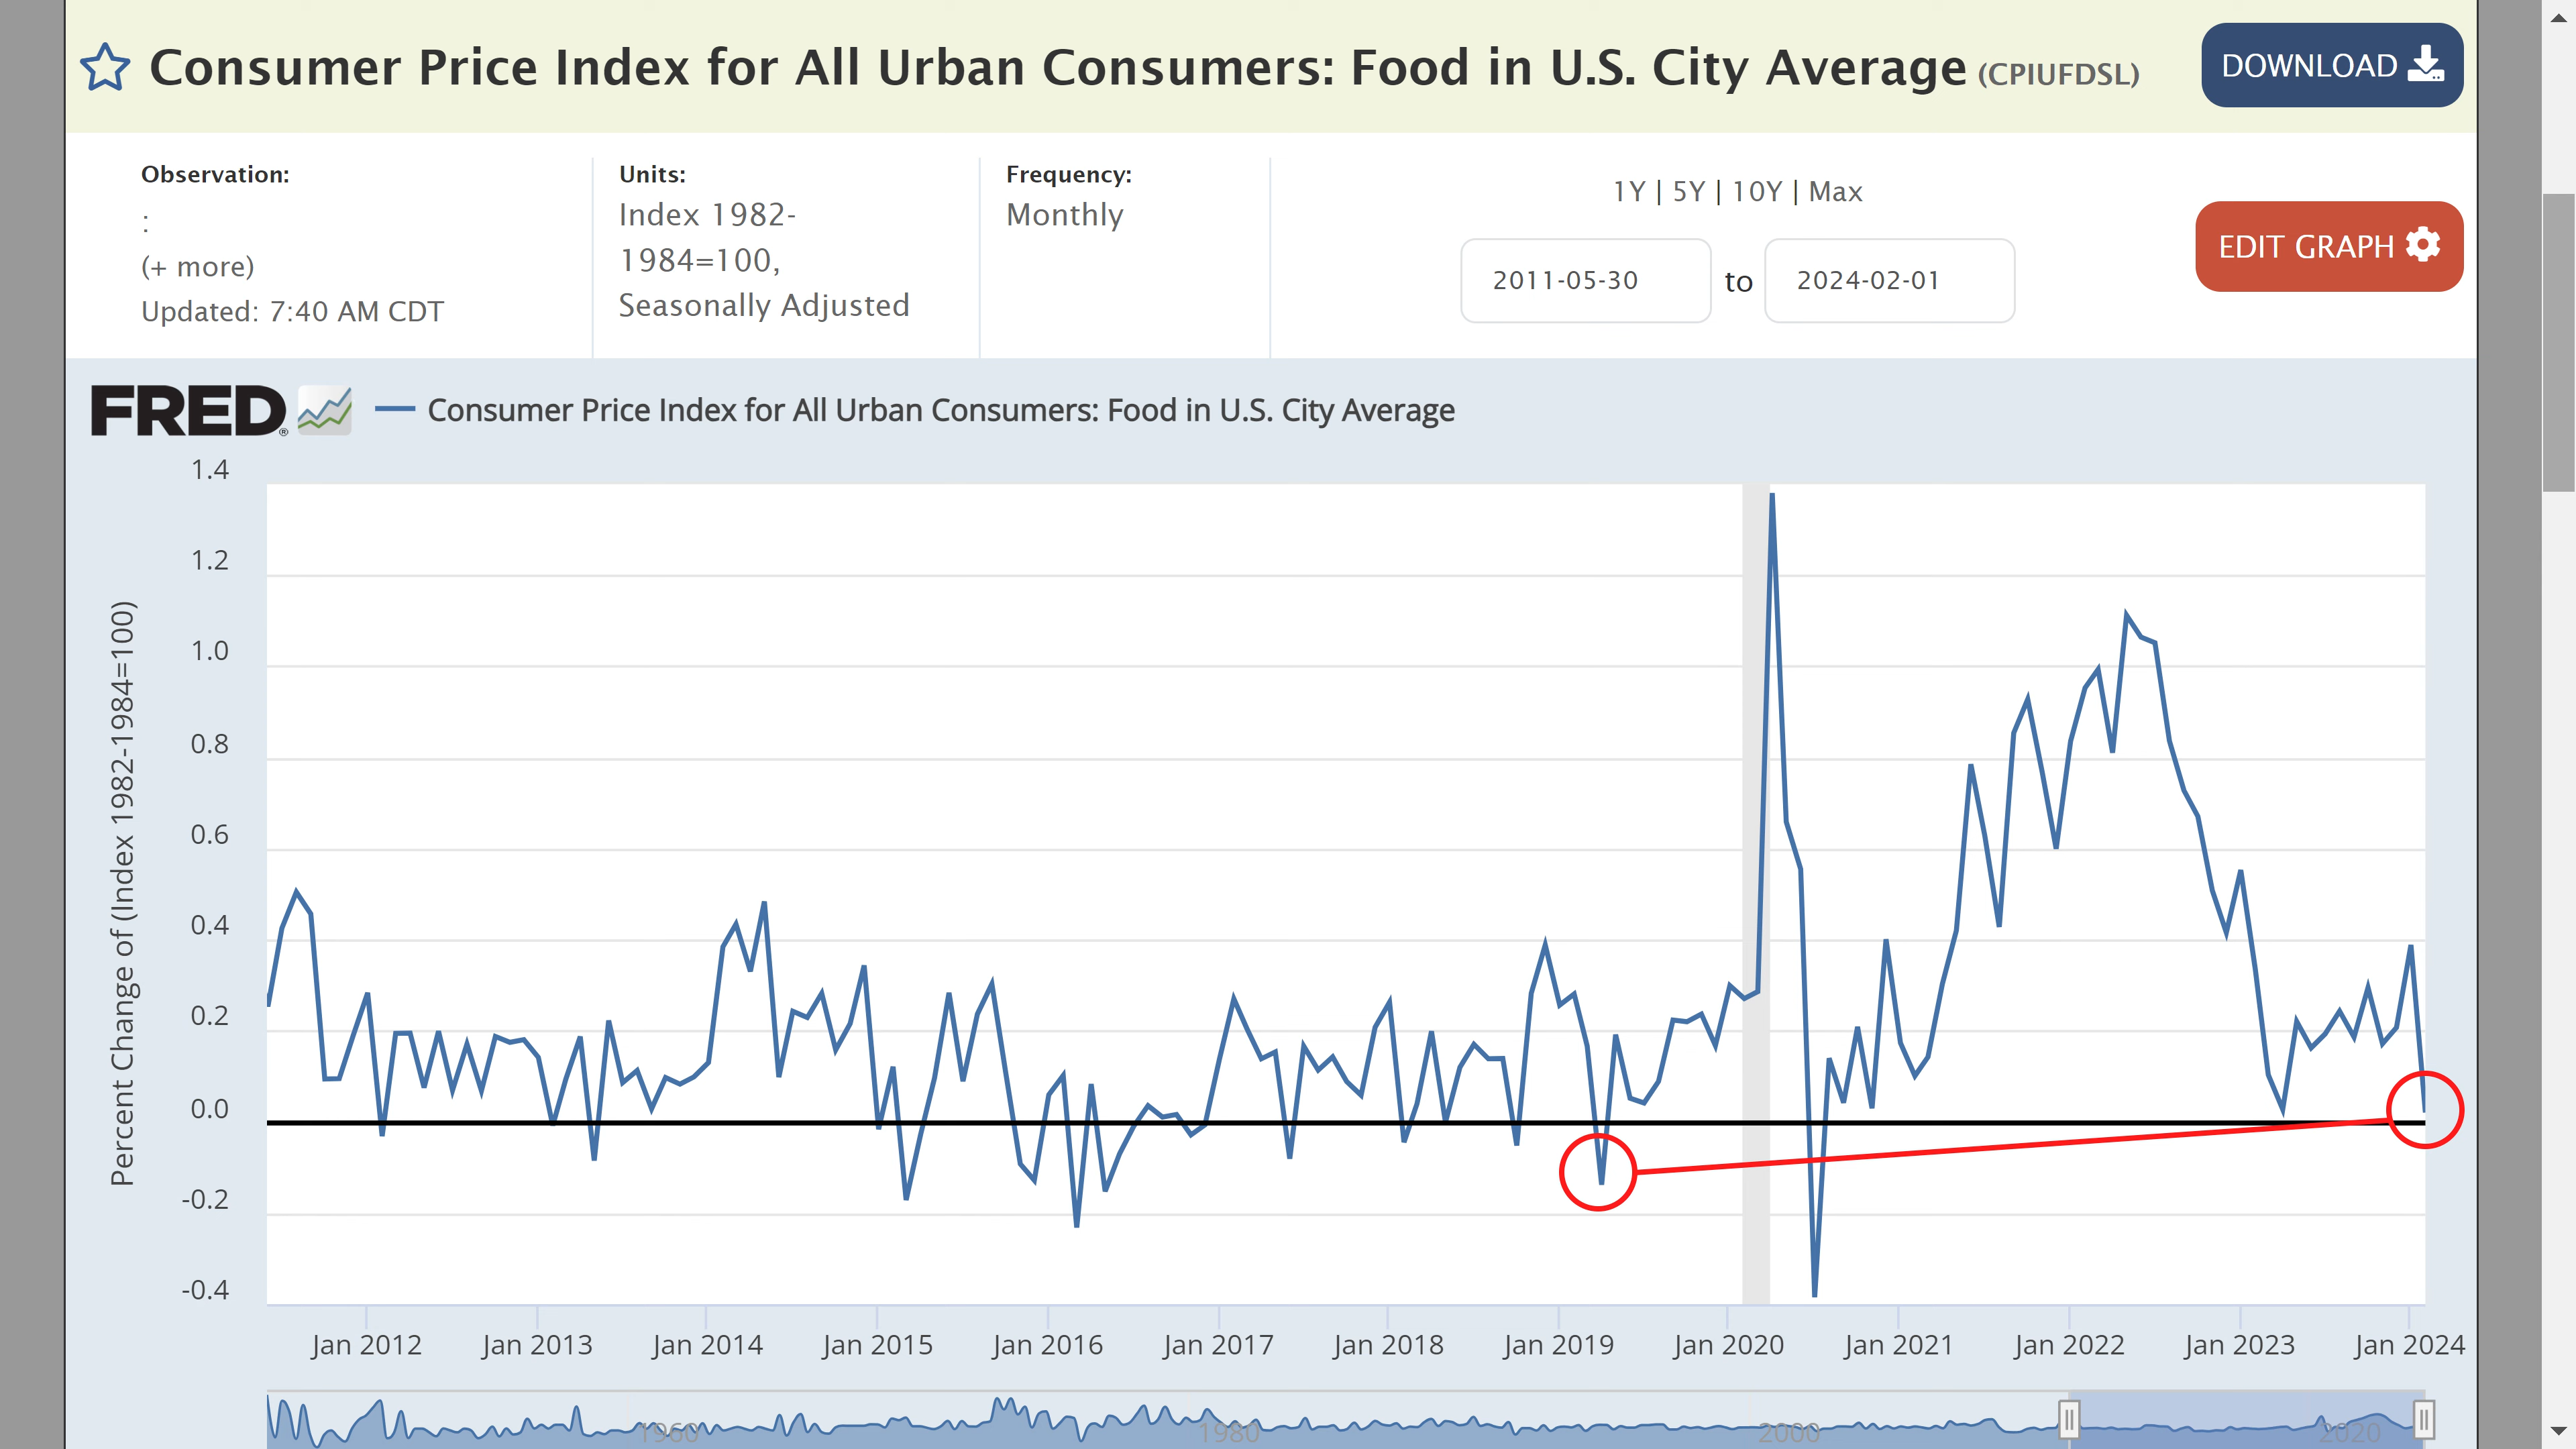 Consumer Price Index for All Urban Consumers: Food in U.S. City Average (CPIUFDSL)
DOWNLOAD
Observation:
:
(+ more)
Updated: 7:40 AM CDT
Units:
Index 1982-
1984=100,
Seasonally Adjusted
Frequency:
Monthly
1Y | 5Y | 10Y | Max
2011-05-30 to 2024-02-01
EDIT GRAPH
FRED® Consumer Price Index for All Urban Consumers: Food in U.S. City Average
Percent Change of (Index 1982-1984=100)
1.4
1.2
1.0
0.8
0.6
0.4
0.2
0.0
-0.2
-0.4
Jan 2012 Jan 2013 Jan 2014 Jan 2015 Jan 2016 Jan 2017 Jan 2018 Jan 2019 Jan 2020 Jan 2021 Jan 2022 Jan 2023 Jan 2024
1960 1980 2000 2020